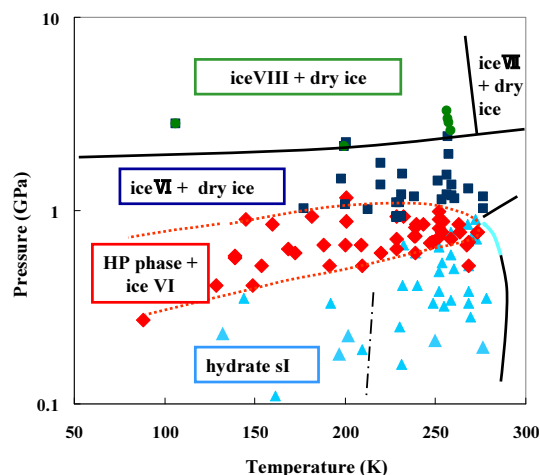 10
iceVIII + dry ice
iceⅦ
+ dry
ice
iceⅥ + dry ice
1
HP phase +
ice VI
hydrate sI
0.1
50
100
150
200
250
300
Temperature (K)
Pressure (GPa)